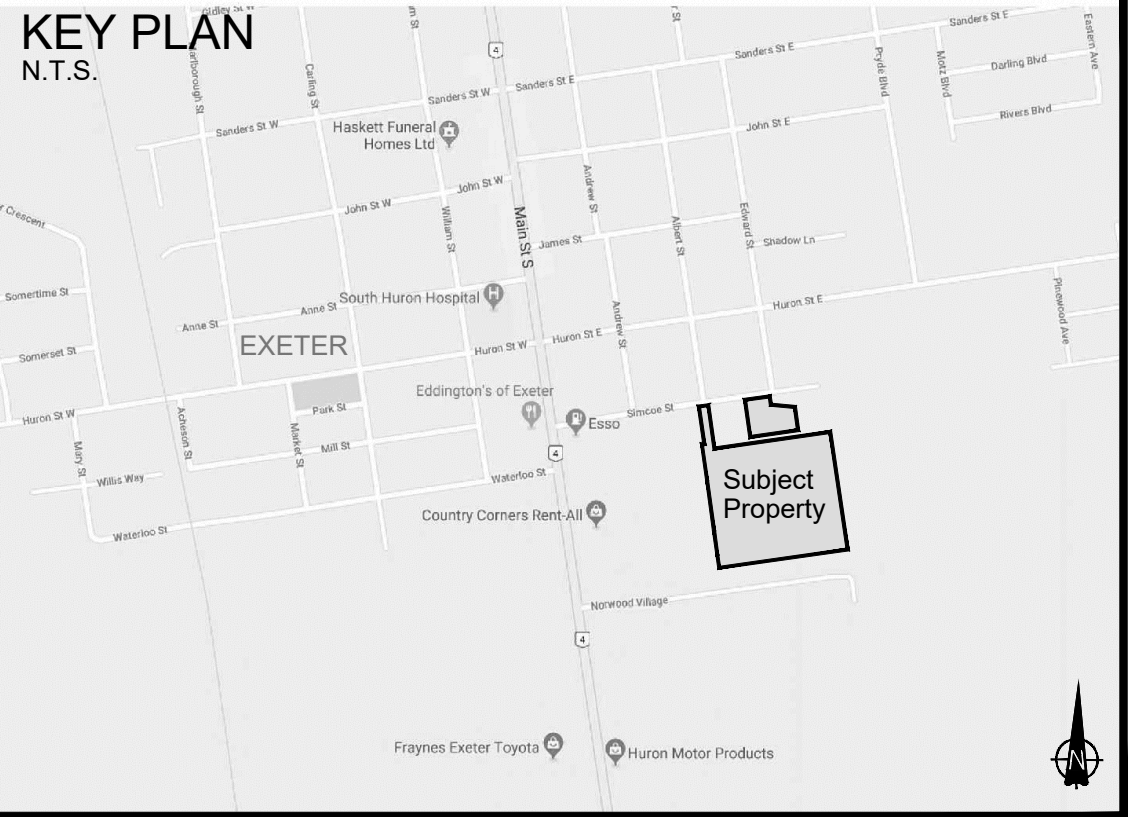 KEY PLAN
N.T.S.
Gidley St W
Marlborough St
Carling St
4
Sanders St E
Sanders St E
Sanders St E
Pryde Blvd
Motz Blvd
Darling Blvd
Eastern Ave
Rivers Blvd
Sanders St W
Sanders St W
Haskett Funeral
Homes Ltd
John St E
John St W
John St W
William St
Main St S
Andrew St
Albert St
Edward St
James St
Shadow Ln
Crescent
Somertime St
Anne St
Anne St
South Huron Hospital
H
Andrew St
Huron St E
Pinewood Ave
Somerset St
EXETER
Huron St W
Huron St E
Eddington's of Exeter
Park St
Huron St W
Acheson St
Market St
Mary St
Mill St
Esso
Simcoe St
4
Willis Way
Waterloo St
Waterloo St
Country Corners Rent-All
Subject
Property
Norwood Village
4
Fraynes Exeter Toyota
Huron Motor Products
N